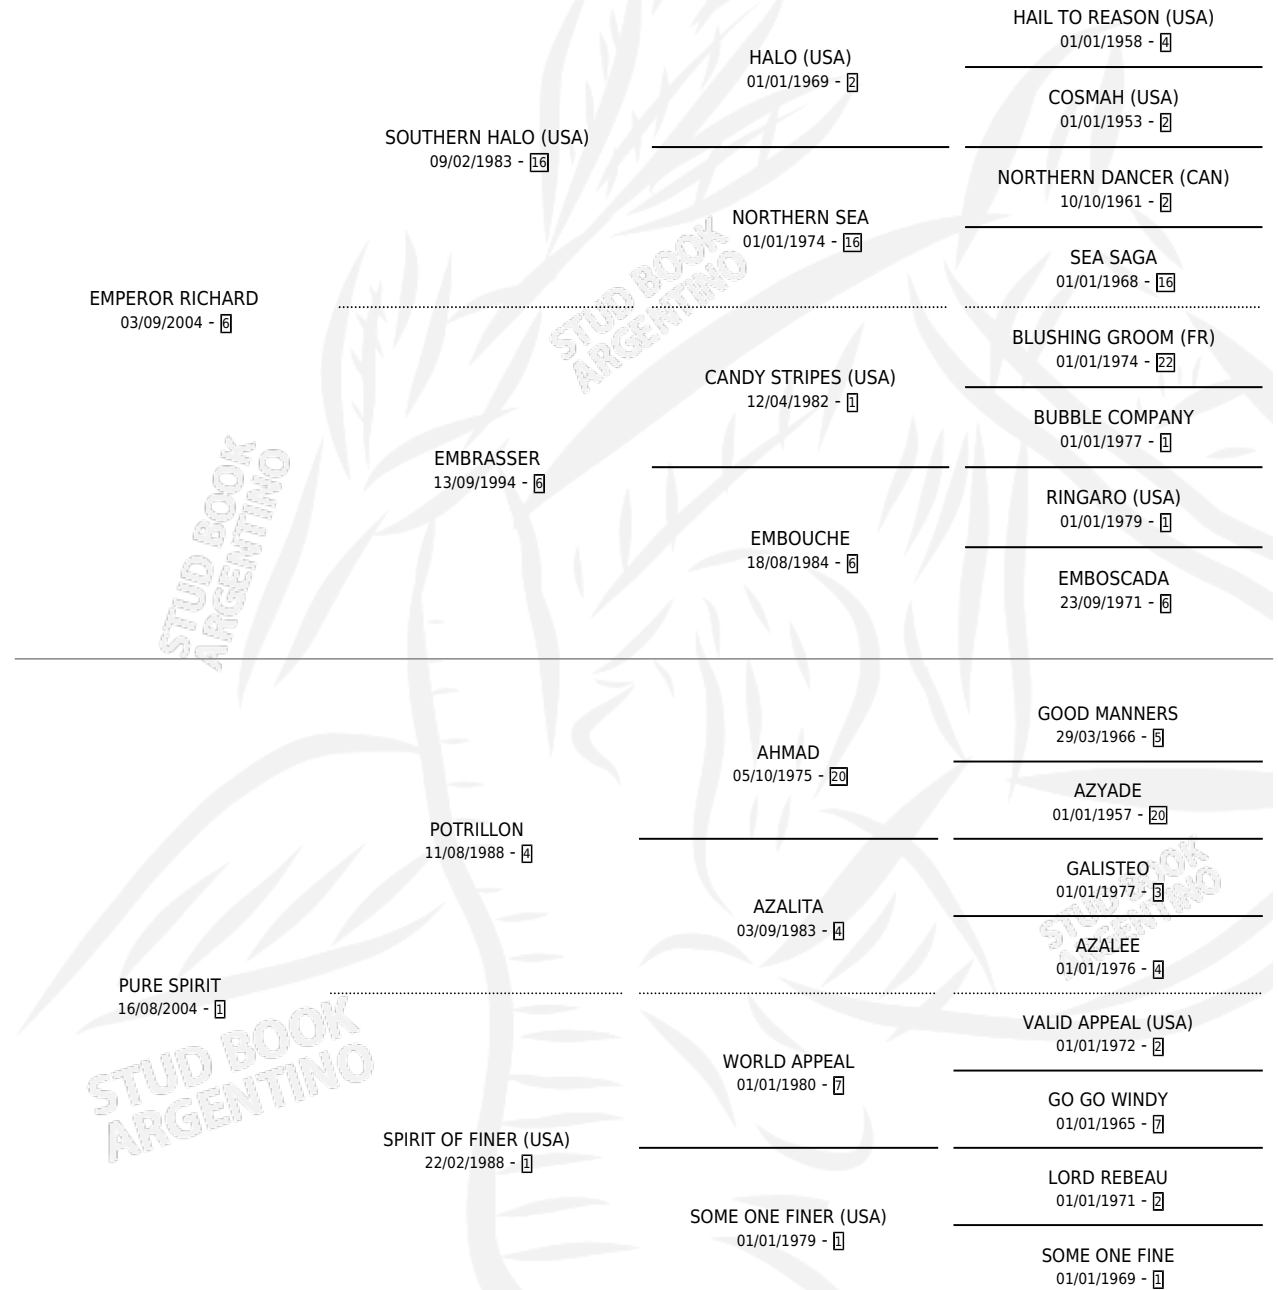 HAIL TO REASON (USA)
01/01/1958 - 4
HALO (USA)
01/01/1969 - 2
COSMAH (USA)
01/01/1953 - 2
SOUTHERN HALO (USA)
09/02/1983 - 16
NORTHERN DANCER (CAN)
10/10/1961 - 2
NORTHERN SEA
01/01/1974 - 16
SEA SAGA
01/01/1968 - 16
EMPEROR RICHARD
03/09/2004 - 6
BLUSHING GROOM (FR)
01/01/1974 - 22
CANDY STRIPES (USA)
12/04/1982 - 1
BUBBLE COMPANY
01/01/1977 - 1
EMBRASSER
13/09/1994 - 6
RINGARO (USA)
01/01/1979 - 1
EMBOUCHE
18/08/1984 - 6
EMBOSCADA
23/09/1971 - 6
GOOD MANNERS
29/03/1966 - 5
AHMAD
05/10/1975 - 20
AZYADE
01/01/1957 - 20
POTRILLON
11/08/1988 - 4
GALISTEO
01/01/1977 - 3
AZALITA
03/09/1983 - 4
AZALEE
01/01/1976 - 4
PURE SPIRIT
16/08/2004 - 1
VALID APPEAL (USA)
01/01/1972 - 2
WORLD APPEAL
01/01/1980 - 7
GO GO WINDY
01/01/1965 - 7
SPIRIT OF FINER (USA)
22/02/1988 - 1
LORD REBEAU
01/01/1971 - 2
SOME ONE FINER (USA)
01/01/1979 - 1
SOME ONE FINE
01/01/1969 - 1
STUD BOOK
ARGENTINO
STUD BOOK
ARGENTINO
STUD BOOK
ARGENTINO
STUD BOOK
ARGENTINO